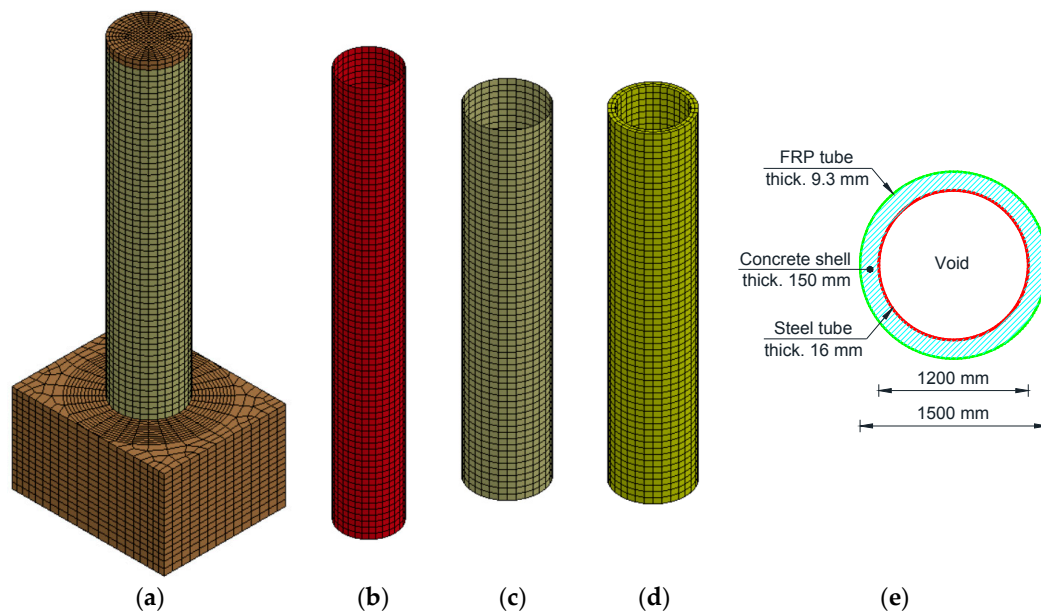 FRP tube
thick. 9.3 mm
Concrete shell
thick. 150 mm
Void
Steel tube
thick. 16 mm
1200 mm
1500 mm
(a)
(b)
(c)
(d)
(e)